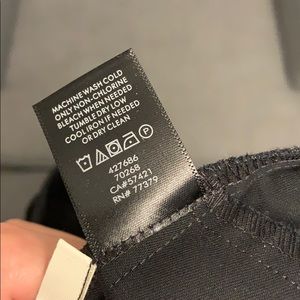 MACHINE WASH COLD
ONLY NON-CHLORINE
BLEACH WHEN NEEDED
TUMBLE DRY LOW
COOL IRON IF NEEDED
OR DRY CLEAN
427686
70268
CA#57421
RN# 77379